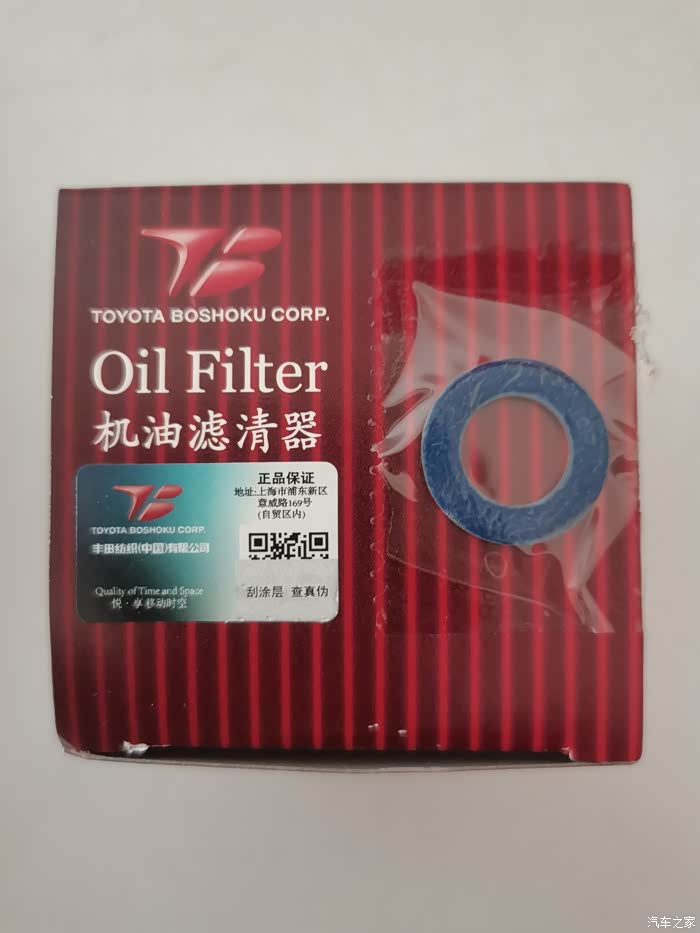 TOYOTA BOSHOKU CORP.
Oil Filter
机油滤清器
TOYOTA BOSHOKU CORP.
丰田纺织(中国)有限公司
Quality of Time and Space
悦·享移动时空
正品保证
地址:上海市浦东新区
意威路169号
(自贸区内)
刮涂层 查真伪
汽车之家